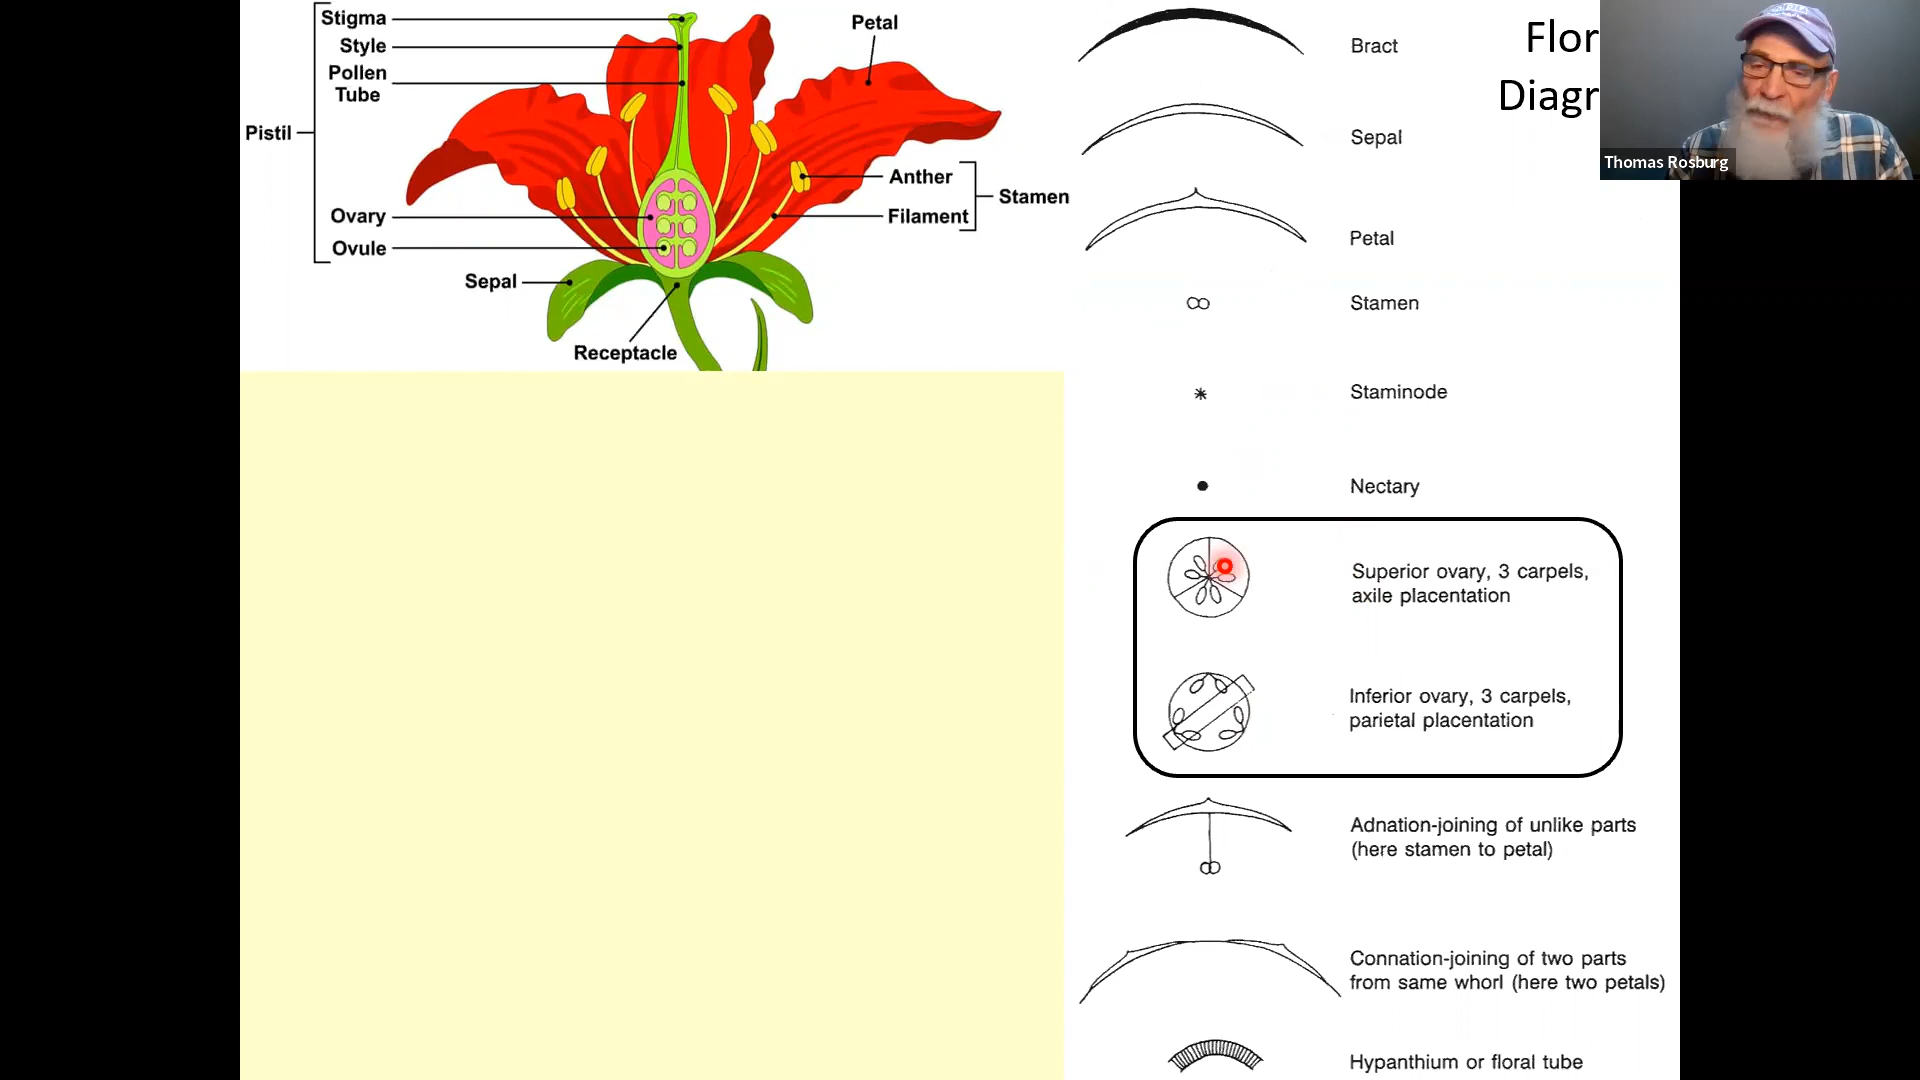 Stigma
Style
Pollen
Tube
Pistil
Ovary
Ovule
Sepal
Receptacle
Petal
Anther
Filament
Stamen
Flor
Diagr
Bract
Sepal
Petal
Stamen
Staminode
Nectary
Superior ovary, 3 carpels,
axile placentation
Inferior ovary, 3 carpels,
parietal placentation
Adnation-joining of unlike parts
(here stamen to petal)
Connation-joining of two parts
from same whorl (here two petals)
Hypanthium or floral tube
Thomas Rosburg